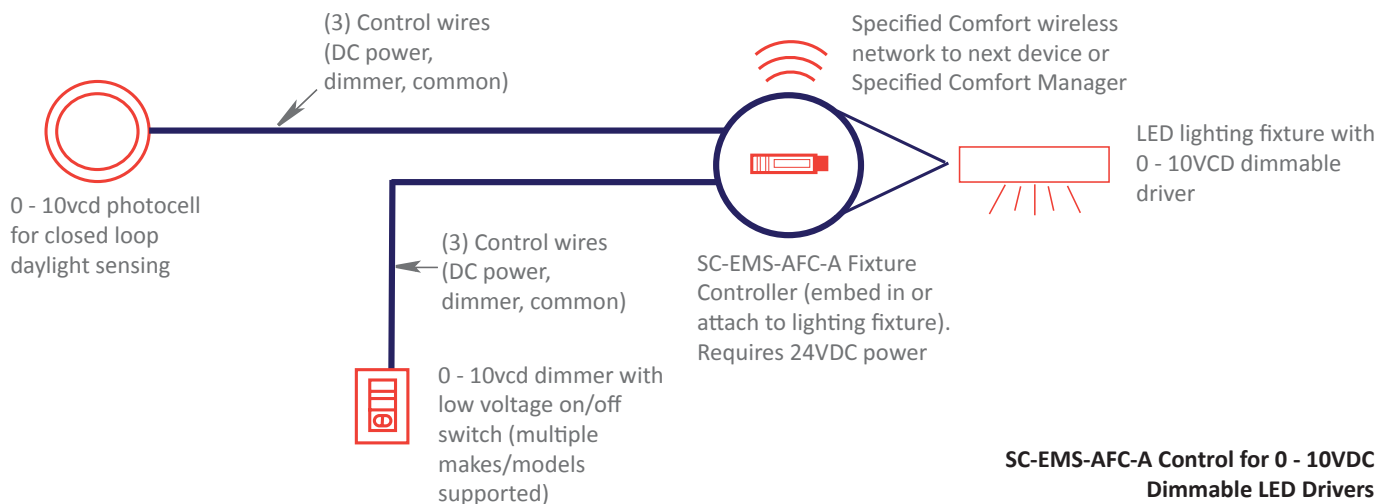 (3) Control wires
(DC power,
dimmer, common)
Specified Comfort wireless
network to next device or
Specified Comfort Manager
LED lighting fixture with
0 - 10VCD dimmable
driver
0 - 10vcd photocell
for closed loop
daylight sensing
(3) Control wires
(DC power,
dimmer, common)
SC-EMS-AFC-A Fixture
Controller (embed in or
attach to lighting fixture).
Requires 24VDC power
0 - 10vcd dimmer with
low voltage on/off
switch (multiple
makes/models
supported)
SC-EMS-AFC-A Control for 0 - 10VDC
Dimmable LED Drivers